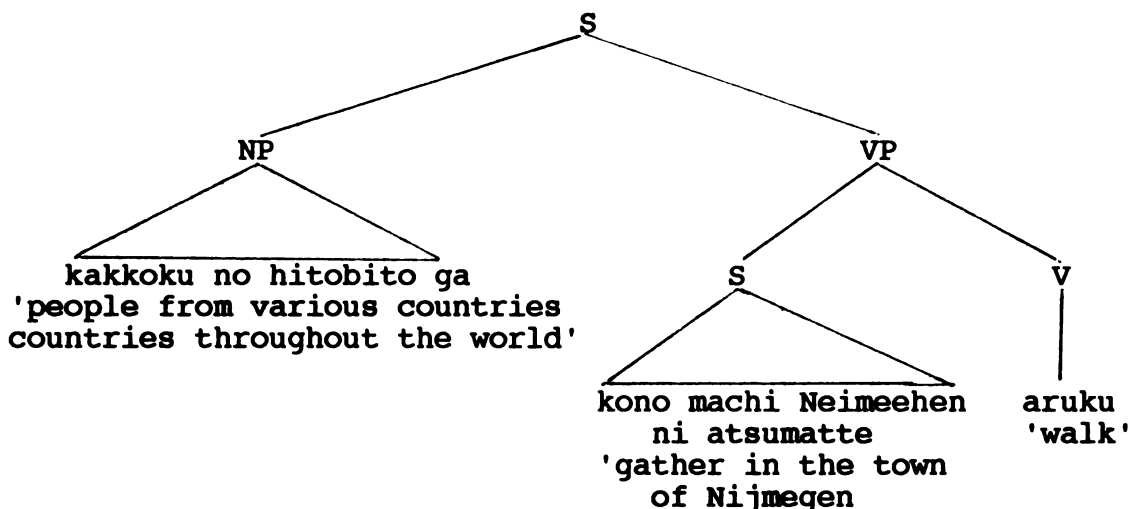 S
NP
VP
kakkoku no hitobito ga
'people from various countries
countries throughout the world'
S
V
kono machi Neimeehen
ni atsumatte
'gather in the town
of Nijmegen
aruku
'walk'